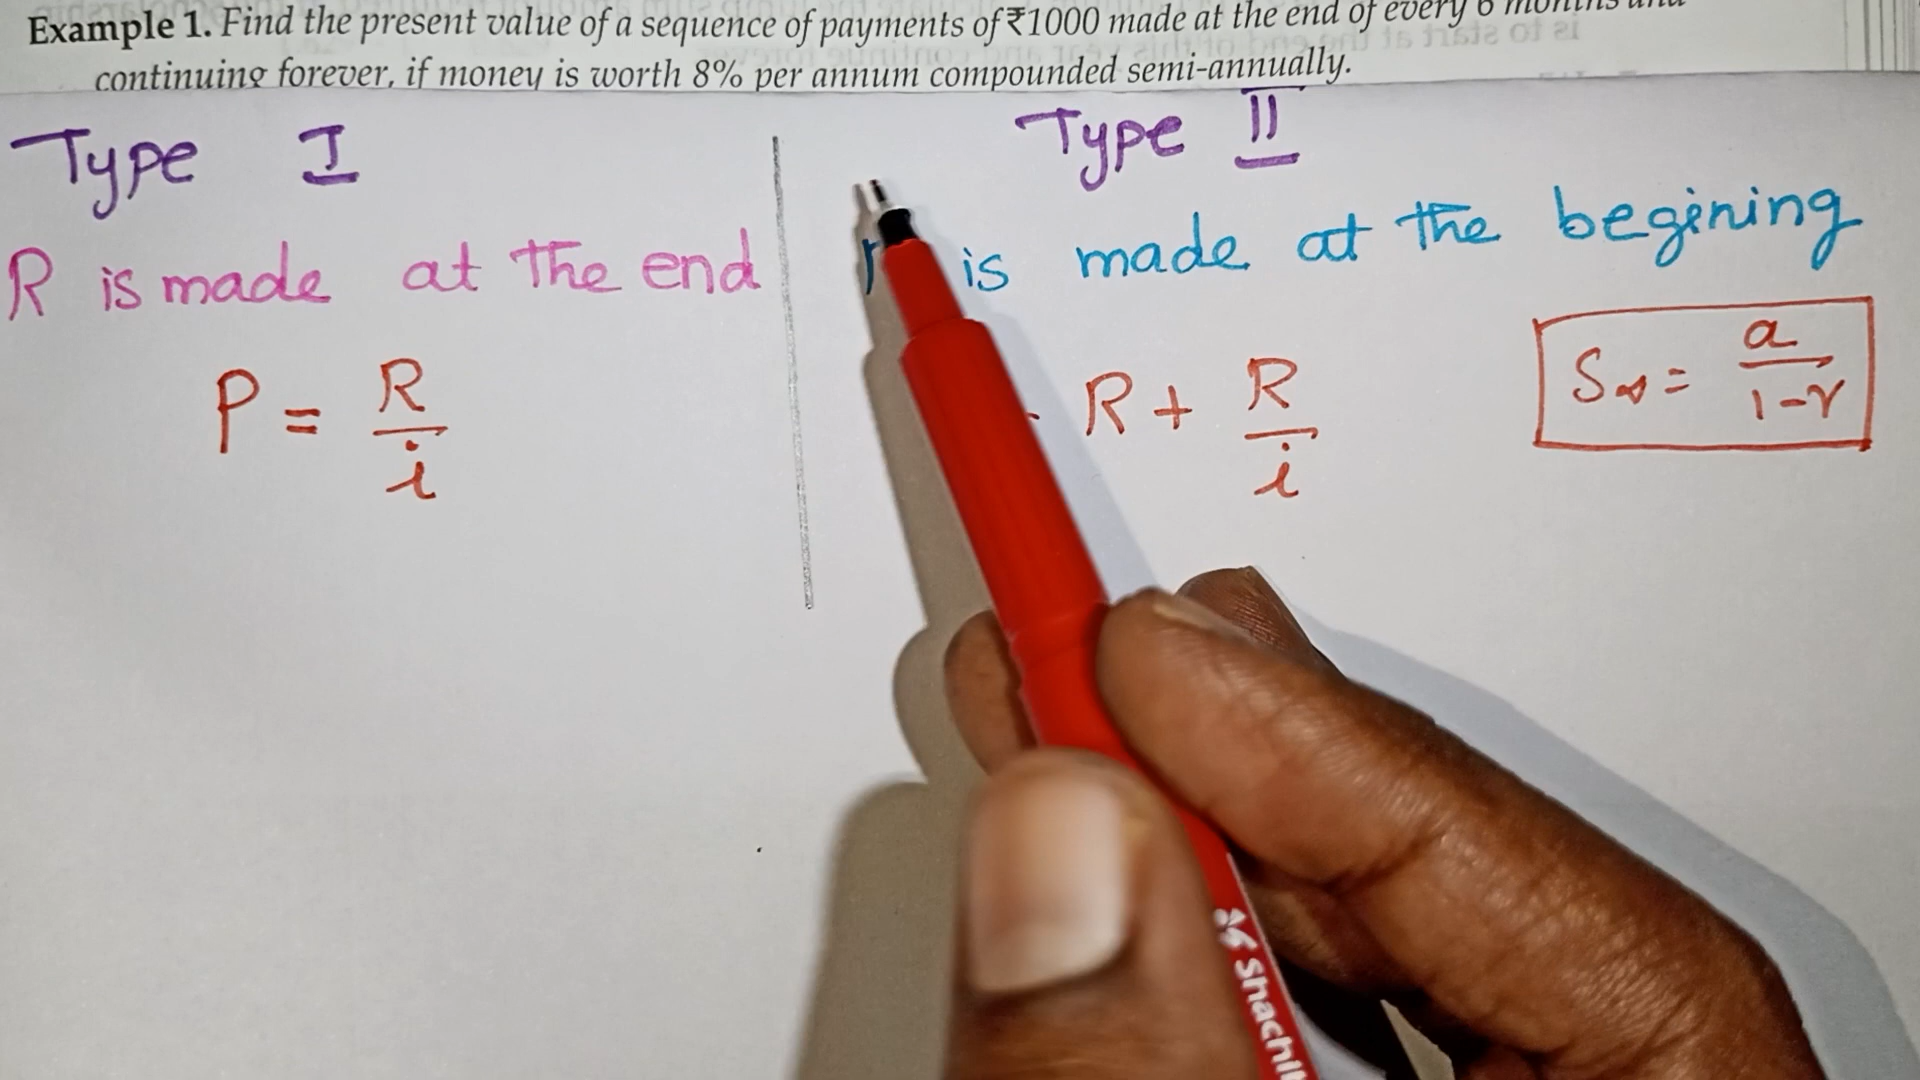 Example 1. Find the present value of a sequence of payments of ₹1000 made at the end of every 6 months and
continuing forever, if money is worth 8% per annum compounded semi-annually.
Type I
R is made at the end
P = R/i
Type II
is made at the begining
R + R/i
S∞ = a/1-r
Shachi